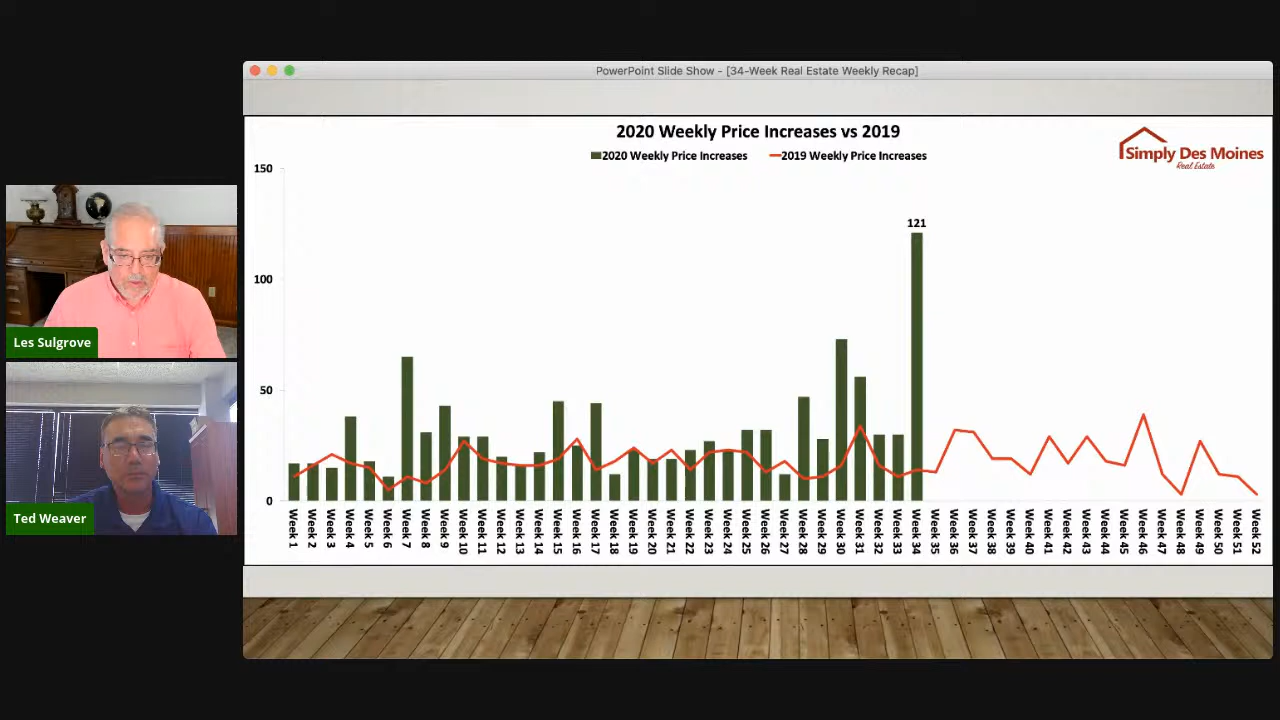 PowerPoint Slide Show - [34-Week Real Estate Weekly Recap]
2020 Weekly Price Increases vs 2019
2020 Weekly Price Increases
2019 Weekly Price Increases
Simply Des Moines
Real Estate
150
100
50
0
121
Week 1
Week 2
Week 3
Week 4
Week 5
Week 6
Week 7
Week 8
Week 9
Week 10
Week 11
Week 12
Week 13
Week 14
Week 15
Week 16
Week 17
Week 18
Week 19
Week 20
Week 21
Week 22
Week 23
Week 24
Week 25
Week 26
Week 27
Week 28
Week 29
Week 30
Week 31
Week 32
Week 33
Week 34
Week 35
Week 36
Week 37
Week 38
Week 39
Week 40
Week 41
Week 42
Week 43
Week 44
Week 45
Week 46
Week 47
Week 48
Week 49
Week 50
Week 51
Week 52
Les Sulgrove
Ted Weaver